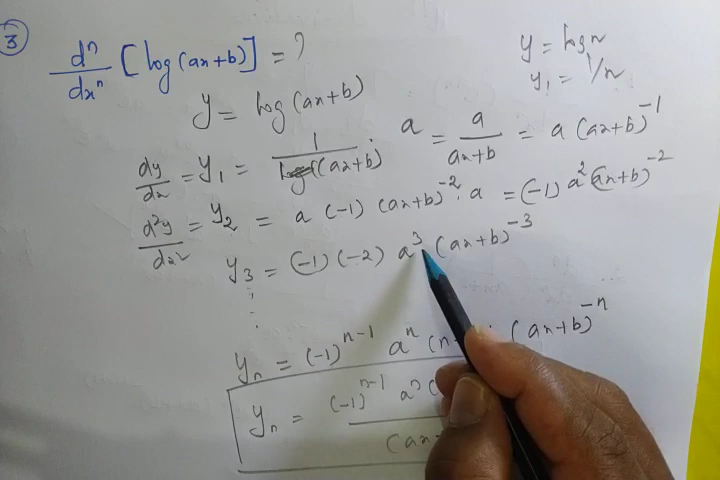 ③ dⁿ/dxⁿ [log(ax+b)] = ?
y = log x
y₁ = 1/x
y = log(ax+b)
dy/dx = y₁ = 1/(ax+b) · a = a/(ax+b) = a(ax+b)⁻¹
d²y/dx² = y₂ = a(-1)(ax+b)⁻² · a = (-1)a²(ax+b)⁻²
y₃ = (-1)(-2) a³ (ax+b)⁻³
yₙ = (-1)ⁿ⁻¹ aⁿ (n (ax+b)⁻ⁿ
yₙ = (-1)ⁿ⁻¹ aⁿ ( / (ax